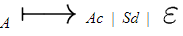 A ⟼ Ac | Sd | ε